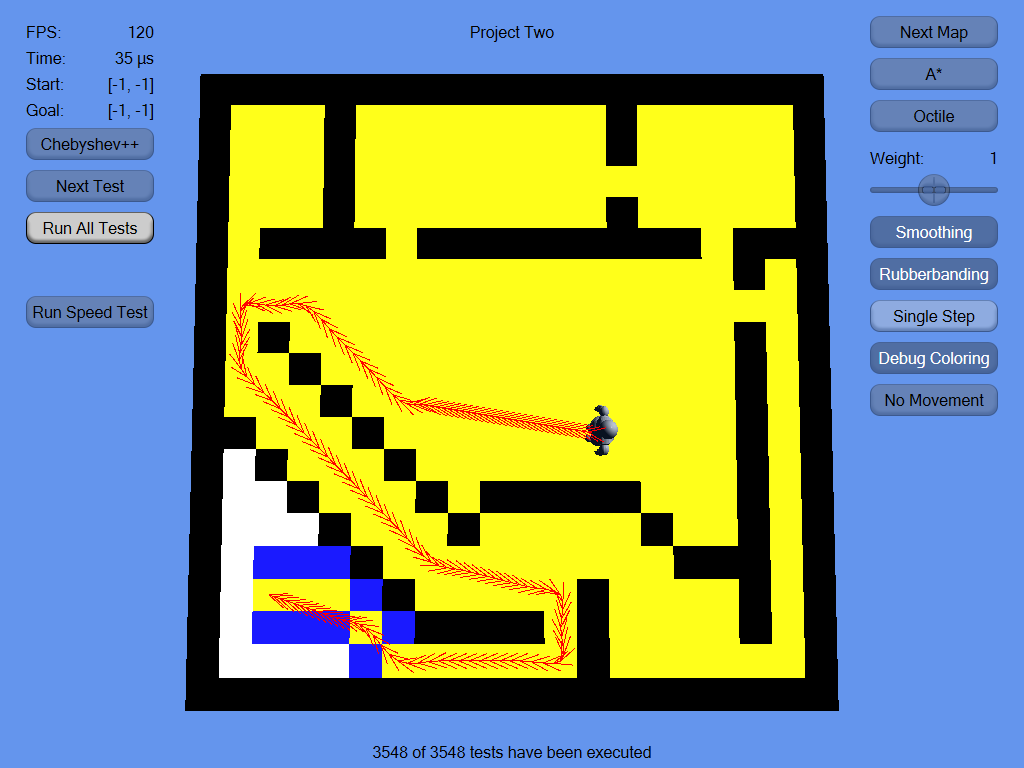 FPS: 120
Time: 35 µs
Start: [-1, -1]
Goal: [-1, -1]
Chebyshev++
Next Test
Run All Tests
Run Speed Test
Project Two
Next Map
A*
Octile
Weight: 1
Smoothing
Rubberbanding
Single Step
Debug Coloring
No Movement
3548 of 3548 tests have been executed